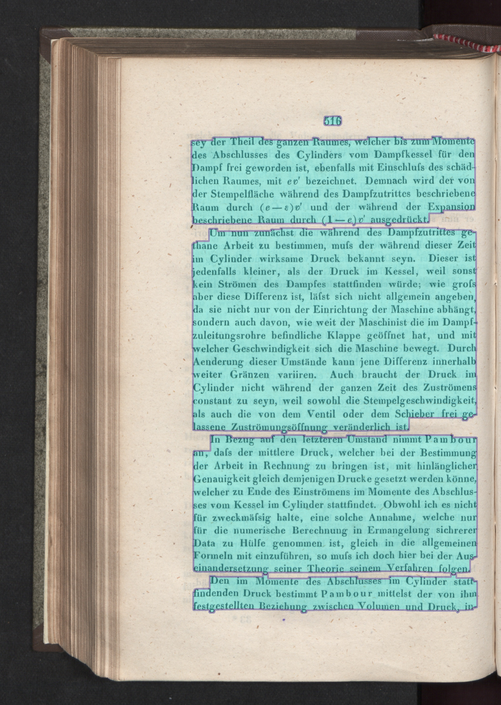 516
sey der Theil des ganzen Raumes, welcher bis zum Momente
des Abschlusses des Cylinders vom Dampfkessel für den
Dampf frei geworden ist, ebenfalls mit Einschluſs des schäd-
lichen Raumes, mit ev' bezeichnet. Demnach wird der von
der Stempelfläche während des Dampfzutrittes beschriebene
Raum durch (e—ε)v' und der während der Expansion
beschriebene Raum durch (1—e)v' ausgedrückt.
Um nun zunächst die während des Dampfzutrittes ge-
thane Arbeit zu bestimmen, muſs der während dieser Zeit
im Cylinder wirksame Druck bekannt seyn. Dieser ist
jedenfalls kleiner, als der Druck im Kessel, weil sonst
kein Strömen des Dampfes stattfinden würde; wie groſs
aber diese Differenz ist, läſst sich nicht allgemein angeben,
da sie nicht nur von der Einrichtung der Maschine abhängt,
sondern auch davon, wie weit der Maschinist die im Dampf-
zuleitungsrohre befindliche Klappe geöffnet hat, und mit
welcher Geschwindigkeit sich die Maschine bewegt. Durch
Aenderung dieser Umstände kann jene Differenz innerhalb
weiter Gränzen variiren. Auch braucht der Druck im
Cylinder nicht während der ganzen Zeit des Zuströmens
constant zu seyn, weil sowohl die Stempelgeschwindigkeit,
als auch die von dem Ventil oder dem Schieber frei ge-
lassene Zuströmungsöffnung veränderlich ist.
In Bezug auf den letzteren Umstand nimmt Pambour
an, daſs der mittlere Druck, welcher bei der Bestimmung
der Arbeit in Rechnung zu bringen ist, mit hinlänglicher
Genauigkeit gleich demjenigen Drucke gesetzt werden könne,
welcher zu Ende des Einströmens im Momente des Abschlus-
ses vom Kessel im Cylinder stattfindet. Obwohl ich es nicht
für zweckmäſsig halte, eine solche Annahme, welche nur
für die numerische Berechnung in Ermangelung sichrerer
Data zu Hülfe genommen ist, gleich in die allgemeinen
Formeln mit einzuführen, so muſs ich doch hier bei der Aus-
einandersetzung seiner Theorie seinem Verfahren folgen.
Den im Momente des Abschlusses im Cylinder statt-
findenden Druck bestimmt Pambour mittelst der von ihm
festgestellten Beziehung zwischen Volumen und Druck, in-